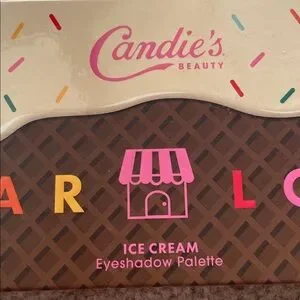 Candie's
BEAUTY
AR LO
ICE CREAM
Eyeshadow Palette